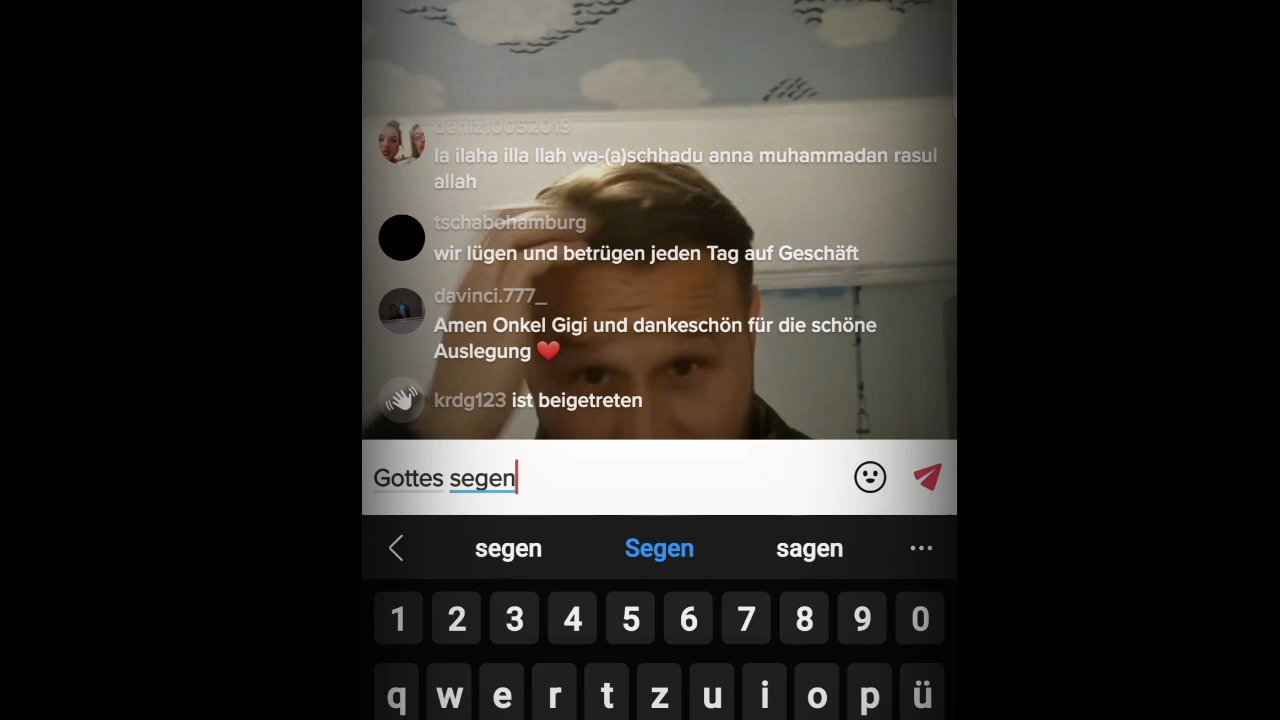 deniz10052019
la ilaha illa llah wa-(a)schhadu anna muhammadan rasul
allah
tschabohamburg
wir lügen und betrügen jeden Tag auf Geschäft
davinci.777_
Amen Onkel Gigi und dankeschön für die schöne
Auslegung ❤️
krdg123 ist beigetreten
Gottes segen
segen Segen sagen
1 2 3 4 5 6 7 8 9 0
q w e r t z u i o p ü